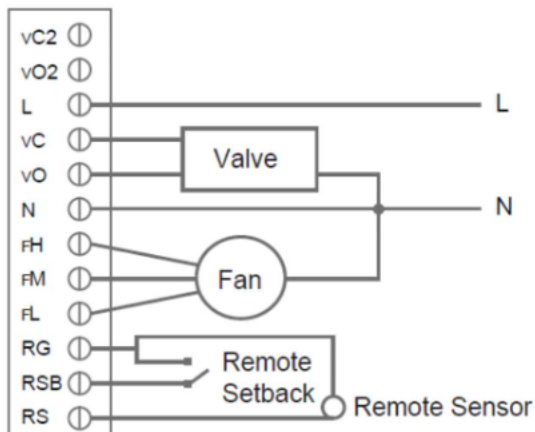 VC2
VO2
L
L
VC
Valve
VO
N
N
FH
FM
Fan
FL
RG
Remote
Setback
RSB
Remote Sensor
RS